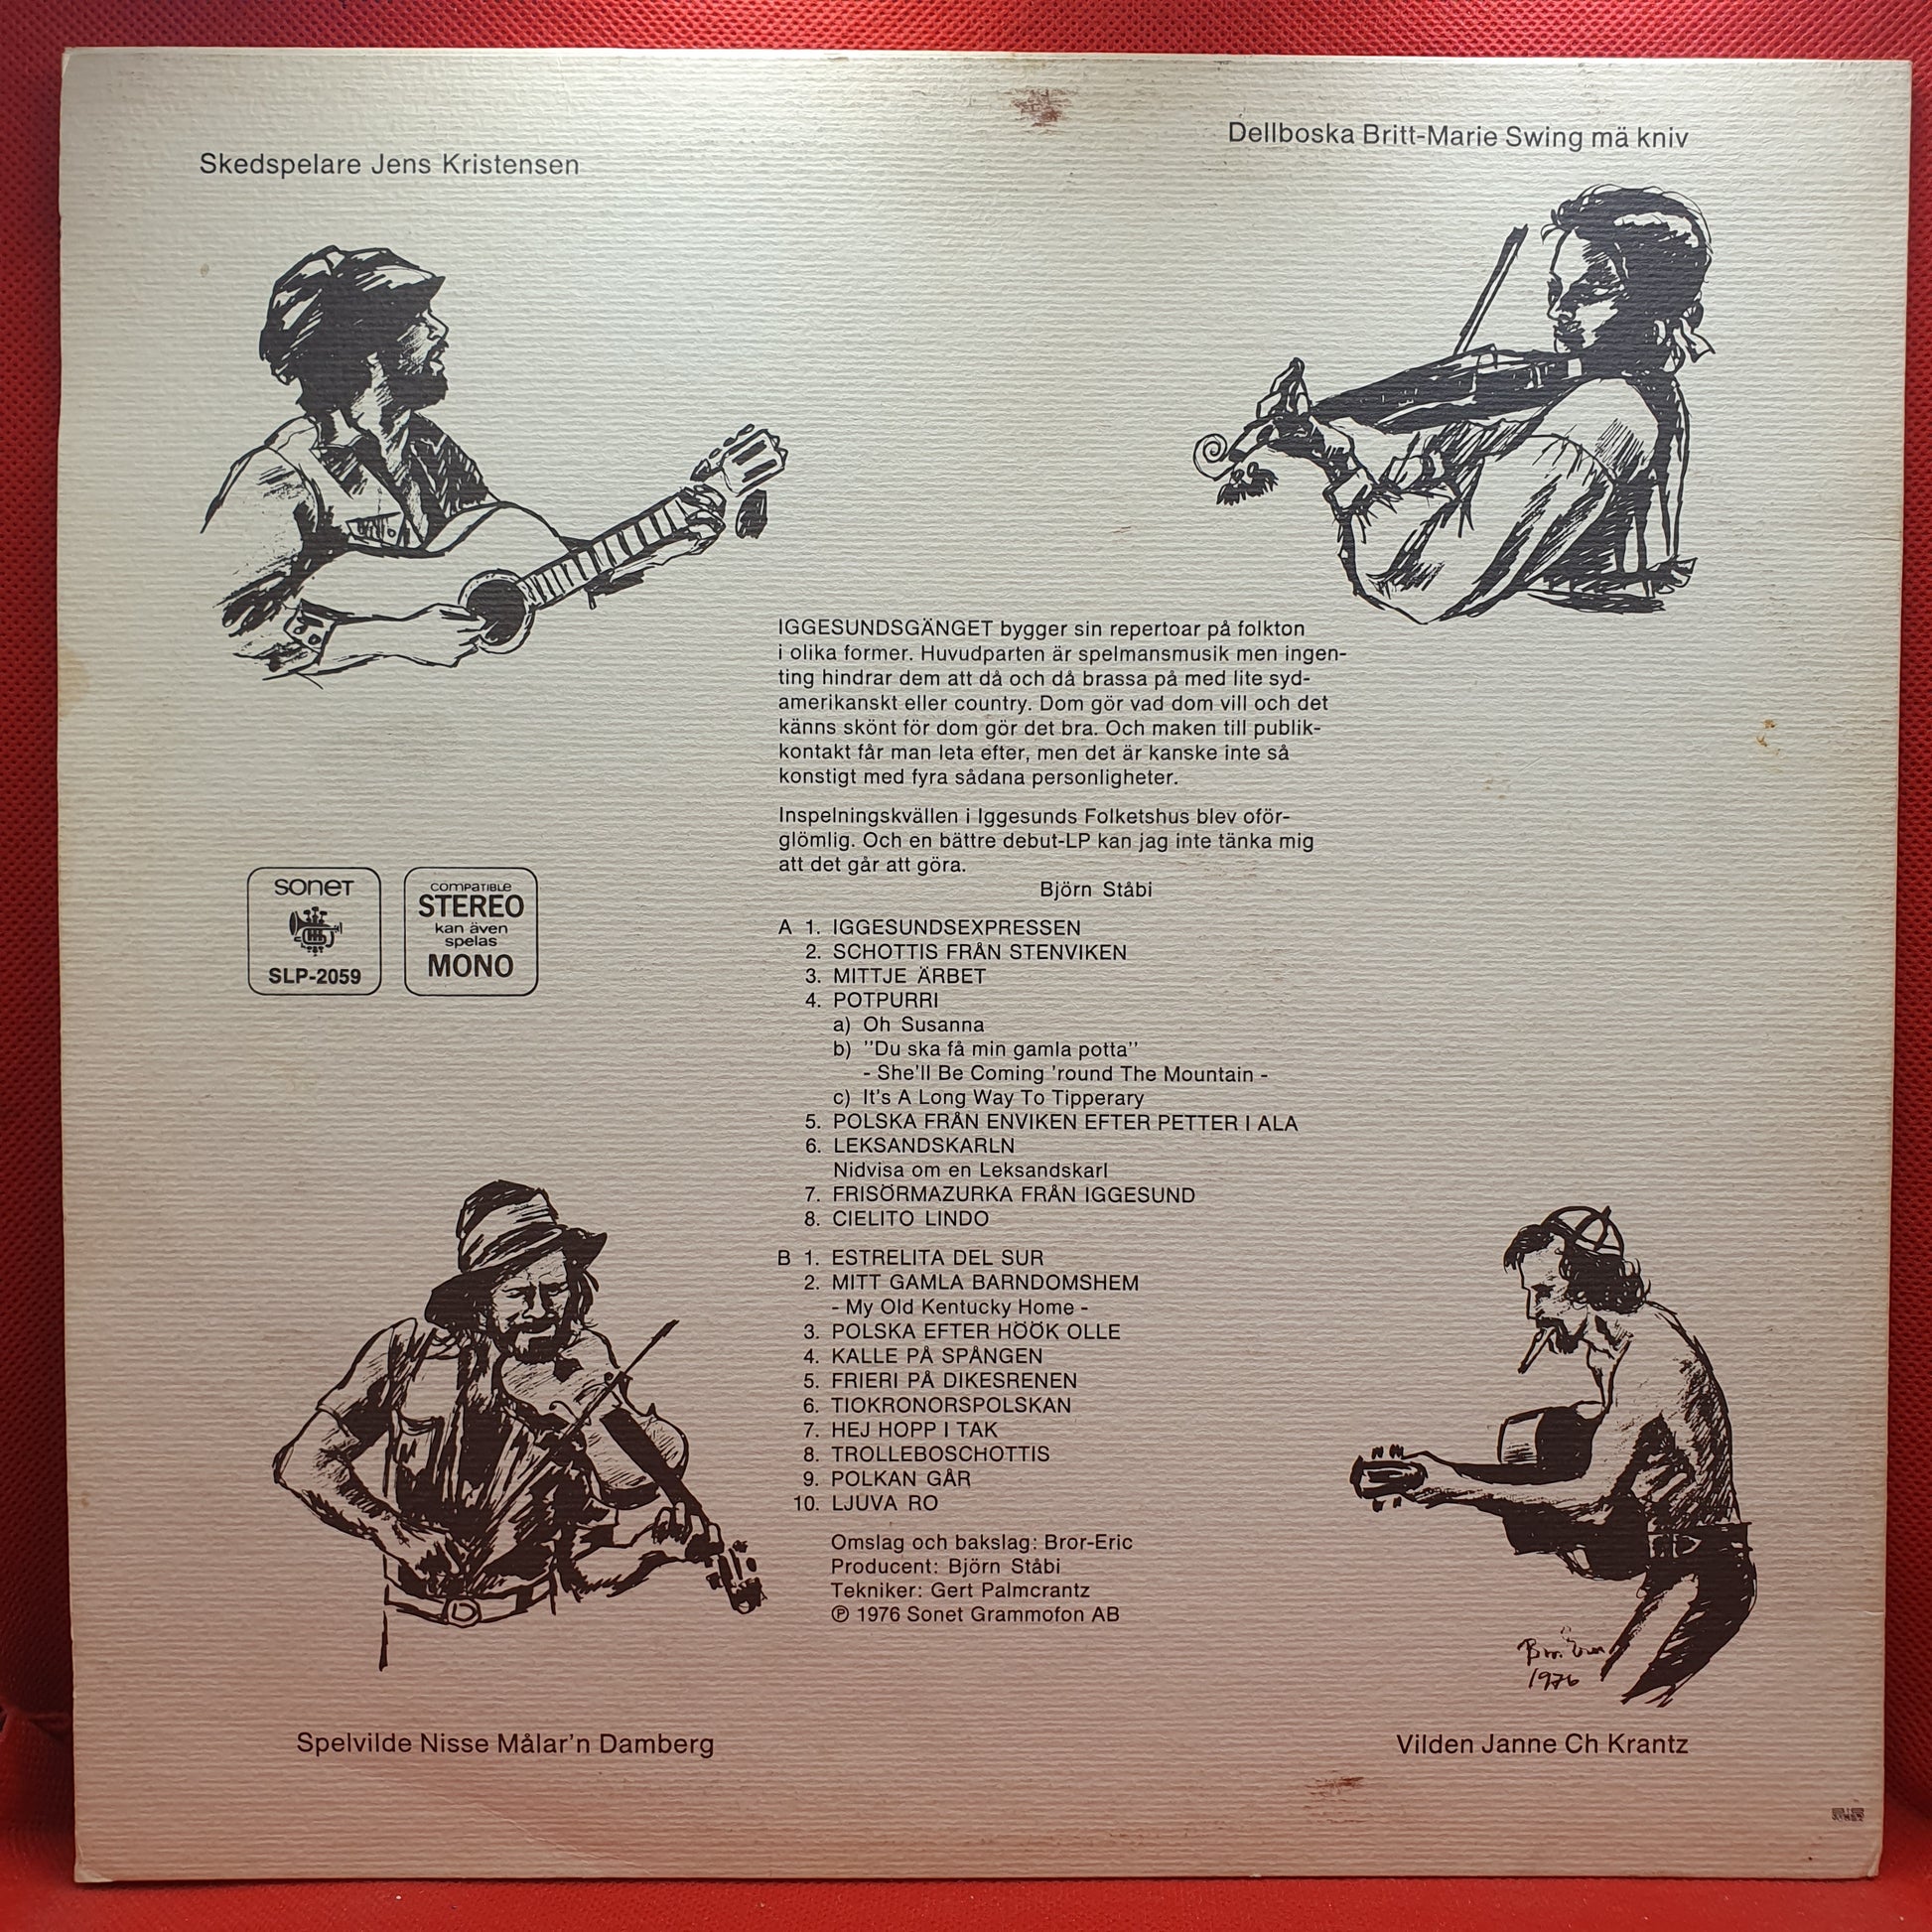 Skedspelare Jens Kristensen
Dellboska Britt-Marie Swing mä kniv
IGGESUNDSGÄNGET bygger sin repertoar på folkton
i olika former. Huvudparten är spelmansmusik men ingen-
ting hindrar dem att då och då brassa på med lite syd-
amerikanskt eller country. Dom gör vad dom vill och det
känns skönt för dom gör det bra. Och maken till publik-
kontakt får man leta efter, men det är kanske inte så
konstigt med fyra sådana personligheter.
Inspelningskvällen i Iggesunds Folketshus blev oför-
glömlig. Och en bättre debut-LP kan jag inte tänka mig
att det går att göra.
Björn Ståbi
sonet
SLP-2059
compatible
STEREO
kan även
spelas
MONO
A 1. IGGESUNDSEXPRESSEN
2. SCHOTTIS FRÅN STENVIKEN
3. MITTJE ÄRBET
4. POTPURRI
a) Oh Susanna
b) ''Du ska få min gamla potta''
- She'll Be Coming 'round The Mountain -
c) It's A Long Way To Tipperary
5. POLSKA FRÅN ENVIKEN EFTER PETTER I ALA
6. LEKSANDSKARLN
Nidvisa om en Leksandskarl
7. FRISÖRMAZURKA FRÅN IGGESUND
8. CIELITO LINDO
B 1. ESTRELITA DEL SUR
2. MITT GAMLA BARNDOMSHEM
- My Old Kentucky Home -
3. POLSKA EFTER HÖÖK OLLE
4. KALLE PÅ SPÅNGEN
5. FRIERI PÅ DIKESRENEN
6. TIOKRONORSPOLSKAN
7. HEJ HOPP I TAK
8. TROLLEBOSCHOTTIS
9. POLKAN GÅR
10. LJUVA RO
Omslag och bakslag: Bror-Eric
Producent: Björn Ståbi
Tekniker: Gert Palmcrantz
℗ 1976 Sonet Grammofon AB
1976
Spelvilde Nisse Målar'n Damberg
Vilden Janne Ch Krantz